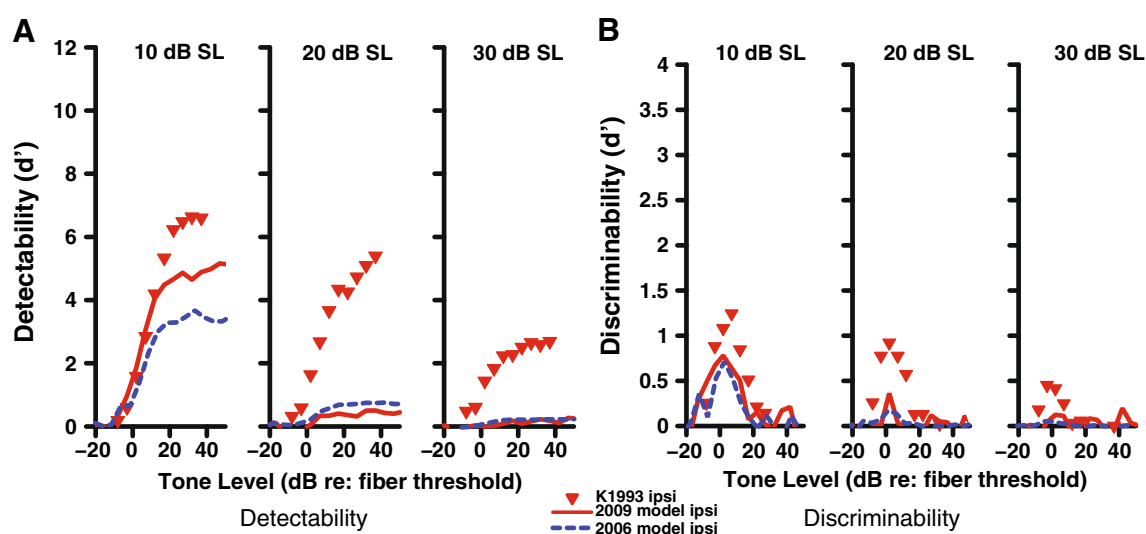 A
10 dB SL
20 dB SL
30 dB SL
Detectability (d’)
12
10
8
6
4
2
0
−20 0 20 40
−20 0 20 40
−20 0 20 40
Tone Level (dB re: fiber threshold)
Detectability
B
10 dB SL
20 dB SL
30 dB SL
Discriminability (d’)
4
3.5
3
2.5
2
1.5
1
0.5
0
−20 0 20 40
−20 0 20 40
−20 0 20 40
Tone Level (dB re: fiber threshold)
Discriminability
K1993 ipsi
2009 model ipsi
2006 model ipsi